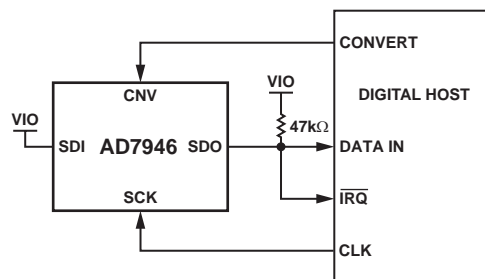 CONVERT
CNV
VIO
DIGITAL HOST
VIO
47kΩ
SDI
AD7946
SDO
DATA IN
SCK
IRQ
CLK